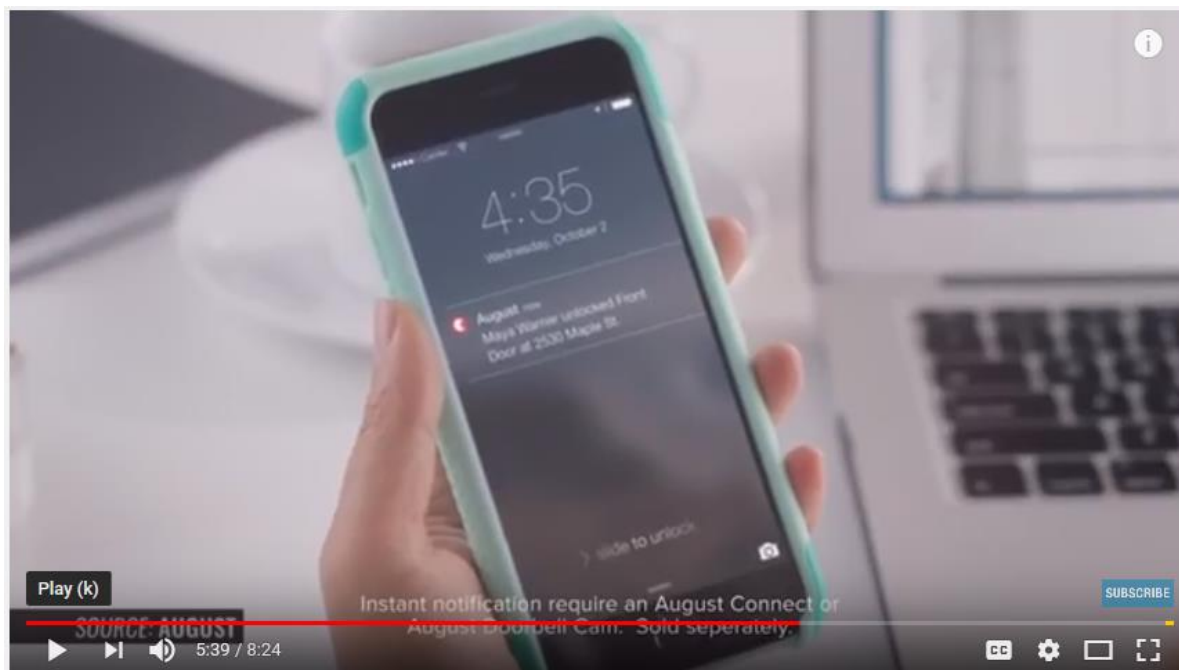 4:35
Wednesday, October 2
August now
Maya Warner unlocked Front
Door at 2530 Maple St.
> slide to unlock
Instant notification require an August Connect or
August Doorbell Cam. Sold seperately.
SUBSCRIBE
Play (k)
SOURCE: AUGUST
5:39 / 8:24
CC